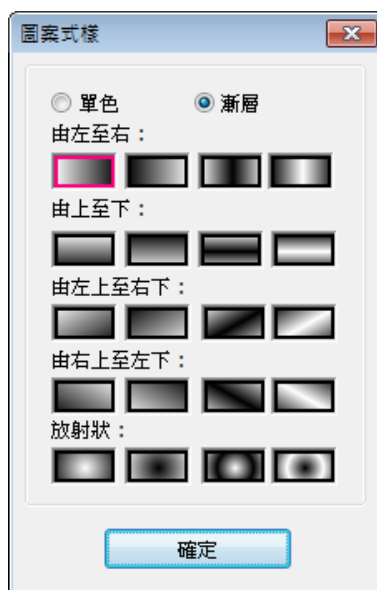 圖案式樣
單色 漸層
由左至右：
由上至下：
由左上至右下：
由右上至左下：
放射狀：
確定